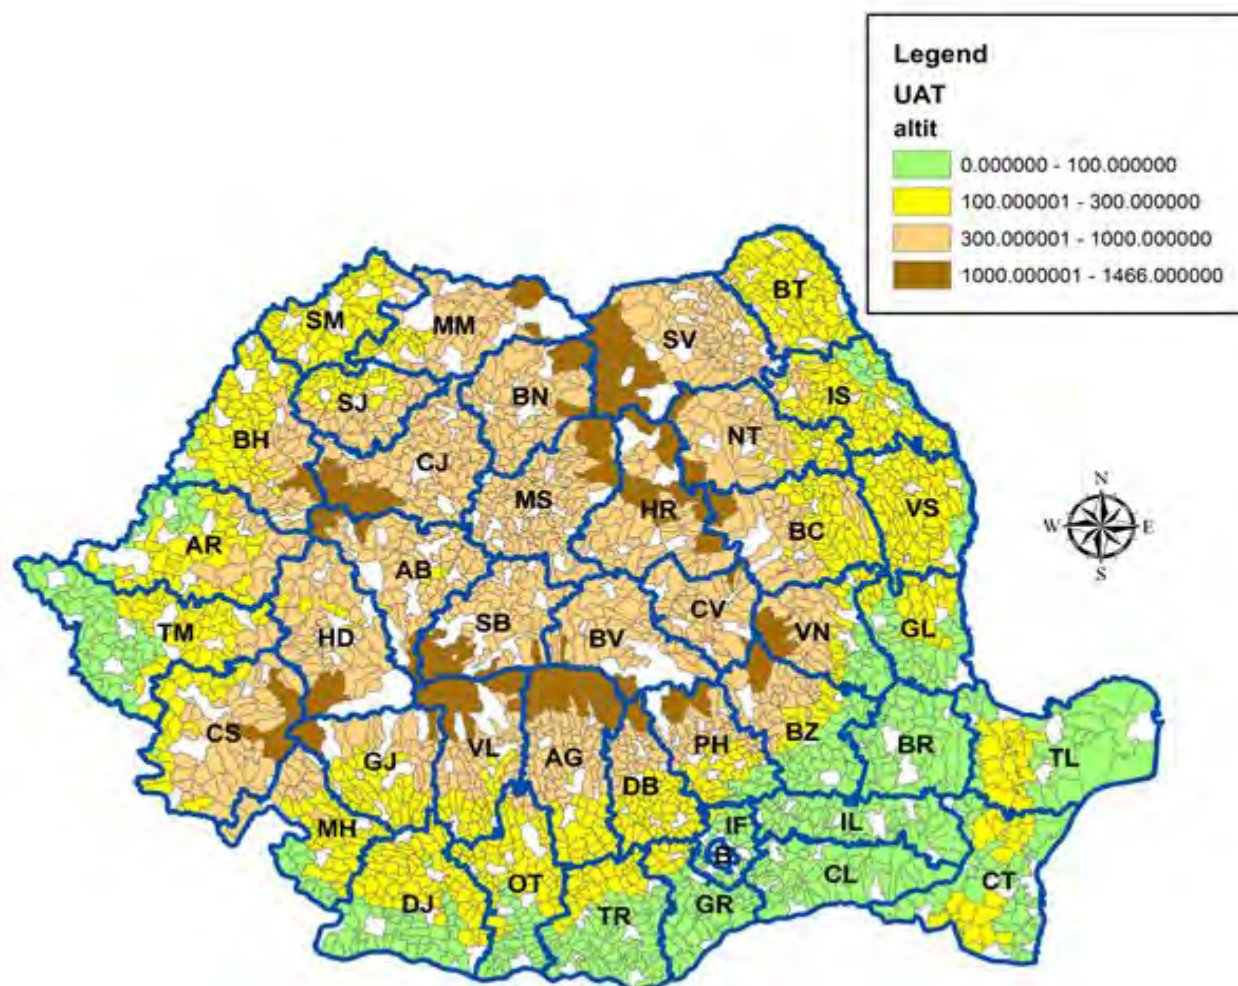 Legend
UAT
altit
0.000000 - 100.000000
100.000001 - 300.000000
300.000001 - 1000.000000
1000.000001 - 1466.000000
BT
SM
MM
SV
BN
IS
SJ
BH
NT
CJ
MS
HR
VS
BC
AR
AB
N
W E
S
CV
SB
TM
HD
BV
VN
GL
CS
BZ
PH
BR
TL
GJ
VL
AG
DB
MH
IF
IL
B
CL
CT
OT
DJ
TR
GR